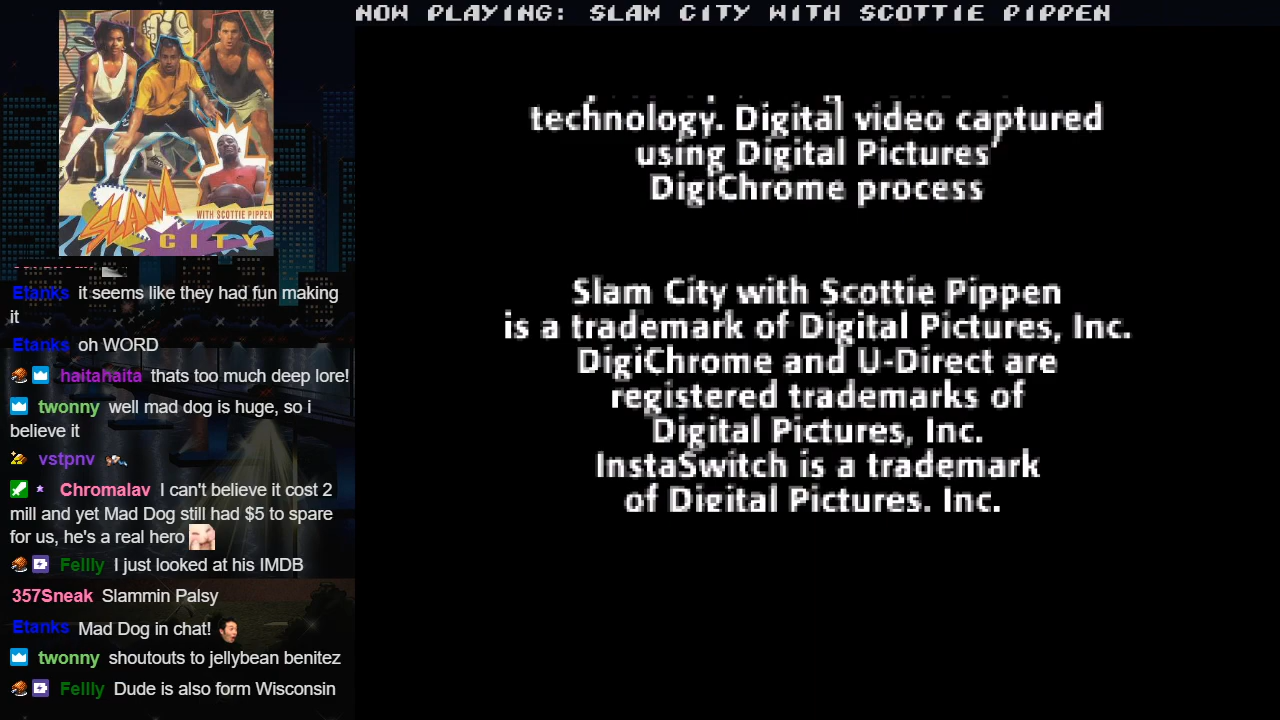 NOW PLAYING: SLAM CITY WITH SCOTTIE PIPPEN
SLAM
WITH SCOTTIE PIPPEN
CITY
Etanks it seems like they had fun making
it
Etanks oh WORD
haitahaita thats too much deep lore!
twonny well mad dog is huge, so i
believe it
vstpnv
Chromalav I can't believe it cost 2
mill and yet Mad Dog still had $5 to spare
for us, he's a real hero
Fellly I just looked at his IMDB
357Sneak Slammin Palsy
Etanks Mad Dog in chat!
twonny shoutouts to jellybean benitez
Fellly Dude is also form Wisconsin
technology. Digital video captured
using Digital Pictures'
DigiChrome process
Slam City with Scottie Pippen
is a trademark of Digital Pictures, Inc.
DigiChrome and U-Direct are
registered trademarks of
Digital Pictures, Inc.
InstaSwitch is a trademark
of Digital Pictures. Inc.